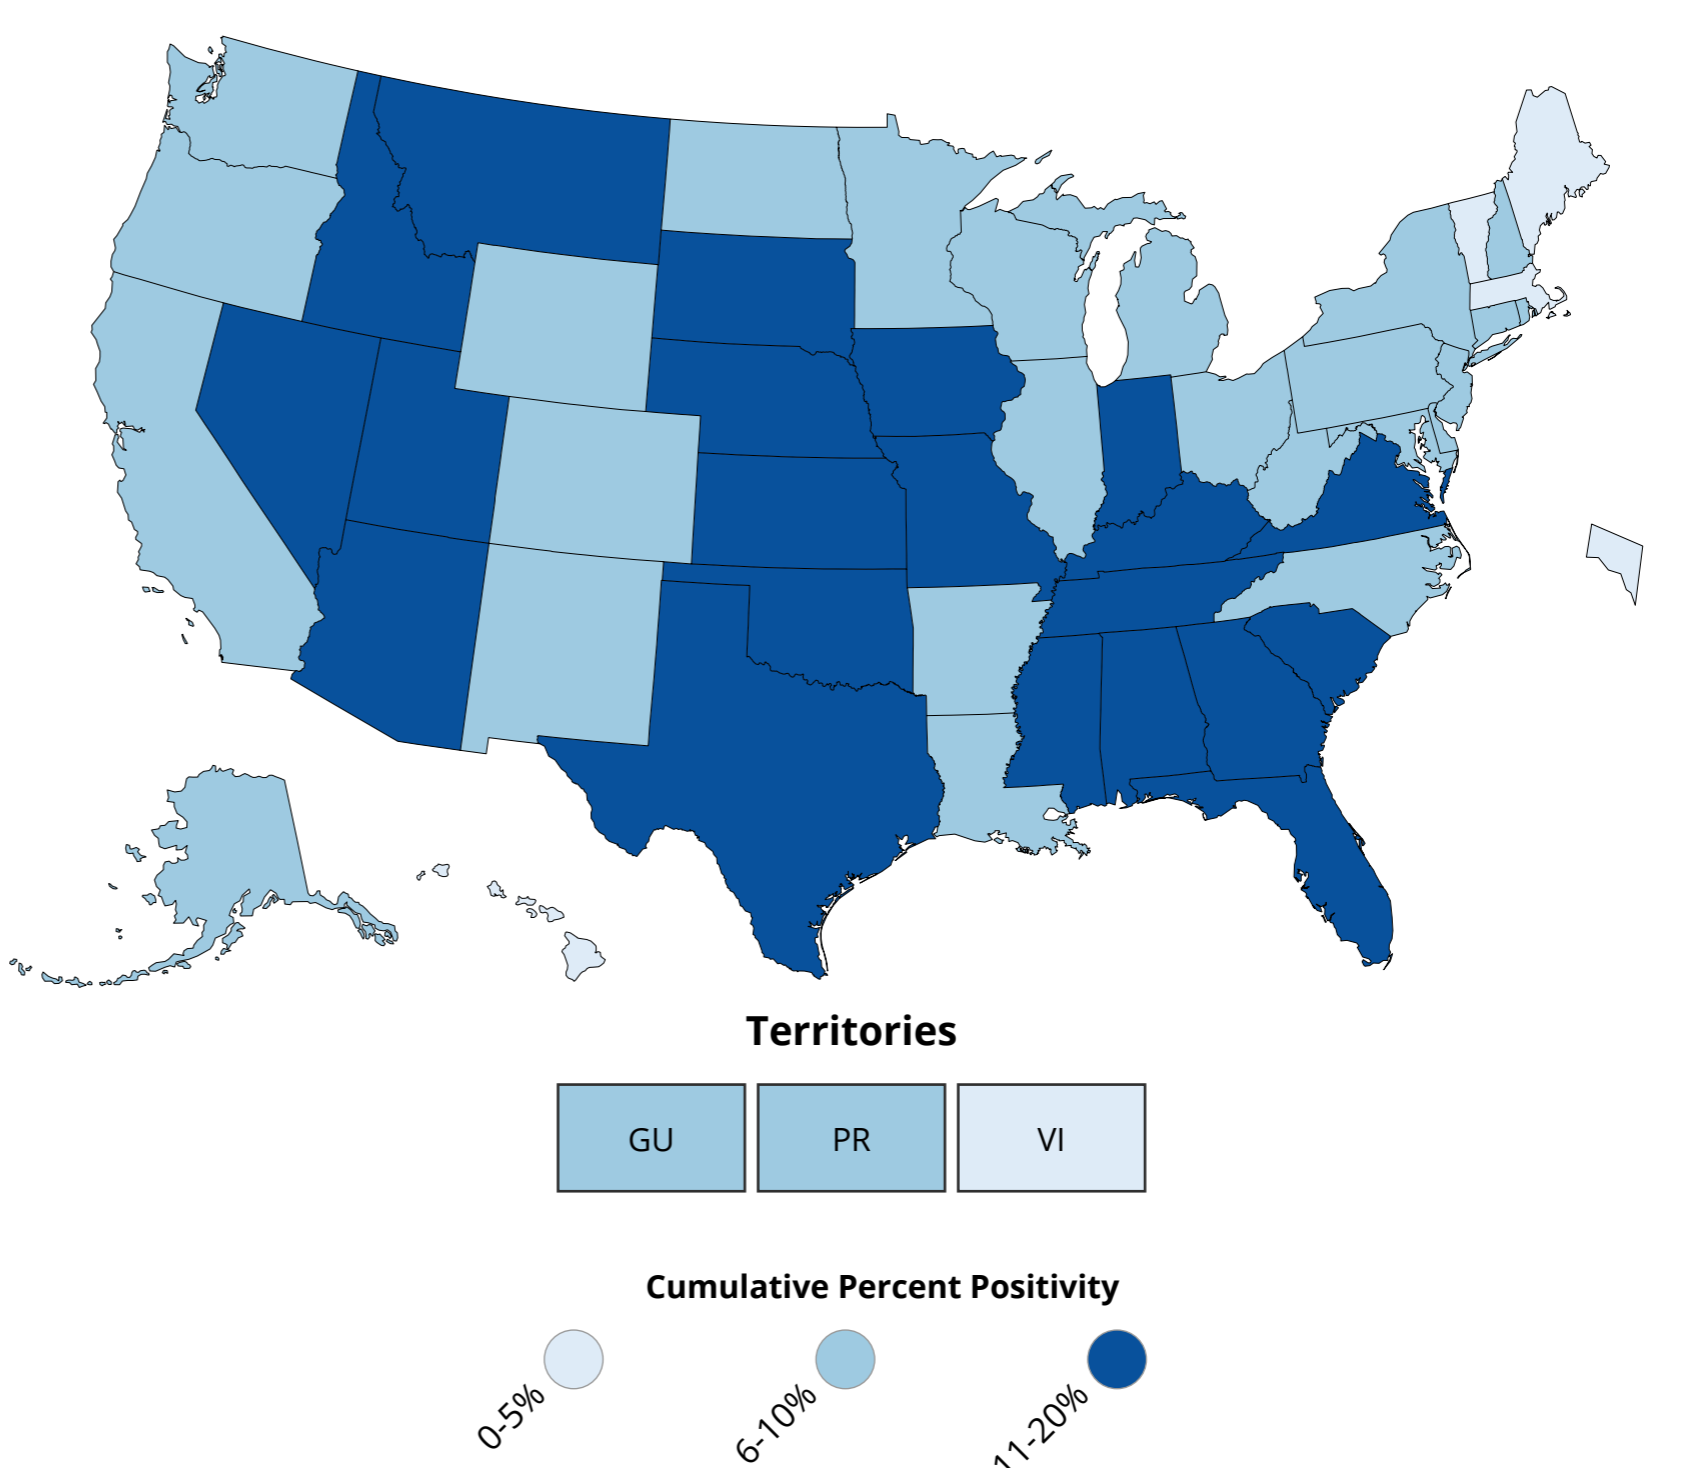 Territories
GU PR VI
Cumulative Percent Positivity
0-5% 6-10% 11-20%